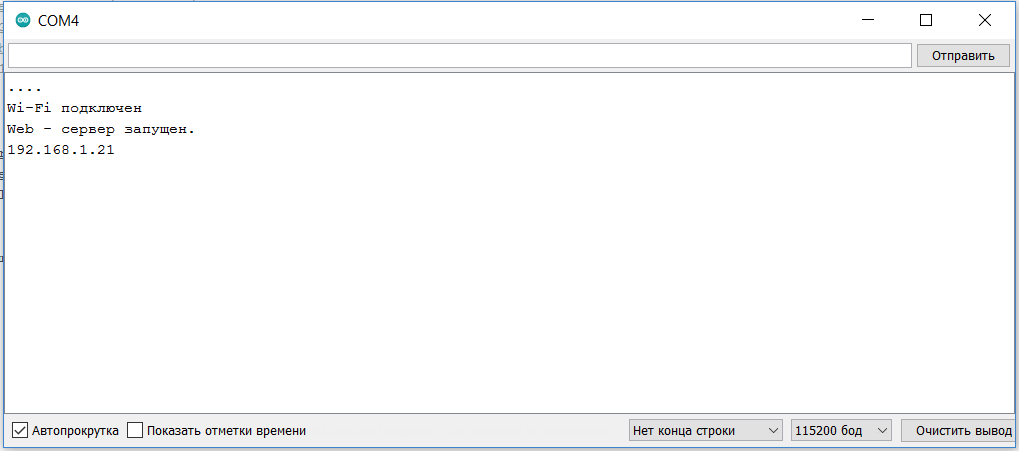 COM4
Отправить
....
Wi-Fi подключен
Web - сервер запущен.
192.168.1.21
Автопрокрутка Показать отметки времени Нет конца строки 115200 бод Очистить вывод